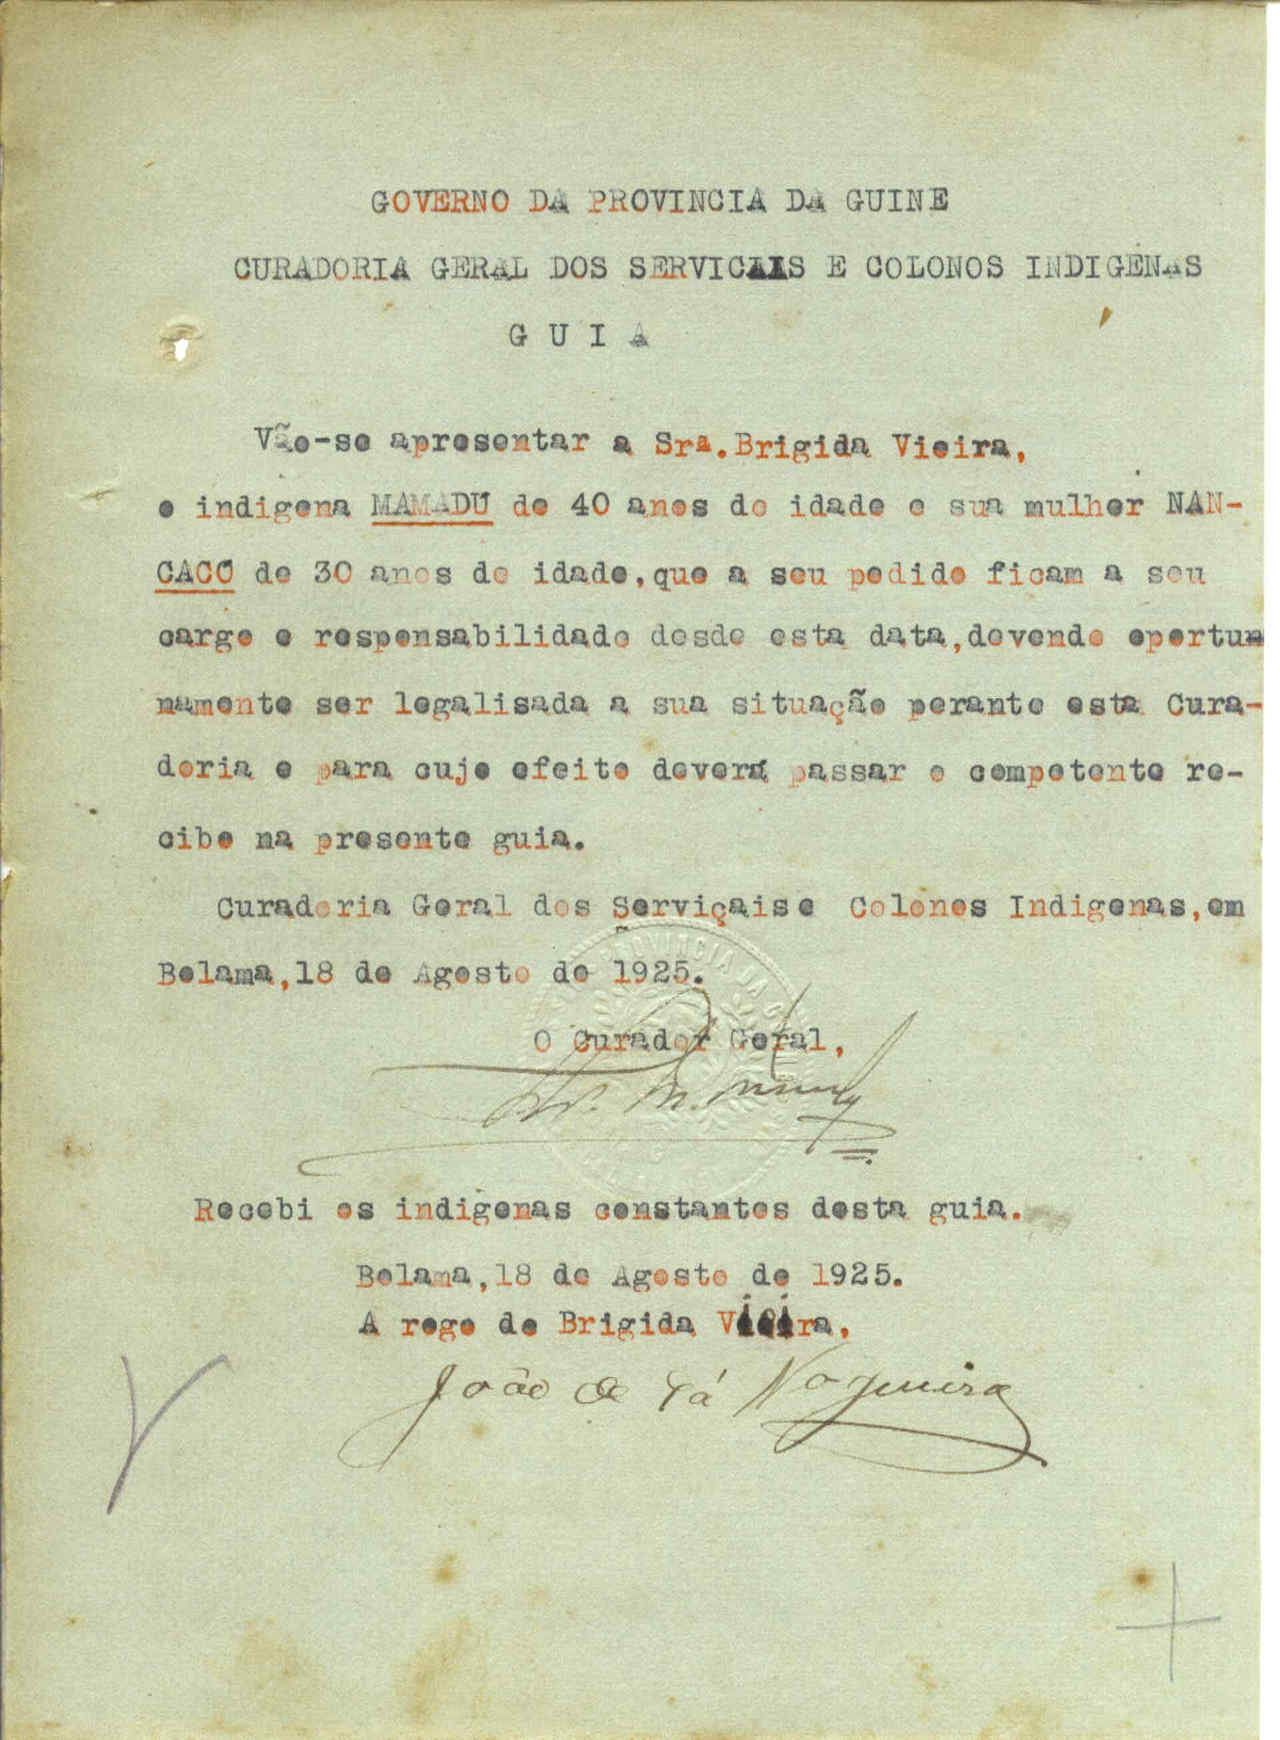 GOVERNO DA PROVINCIA DA GUINE
CURADORIA GERAL DOS SERVICAIS E COLONOS INDIGENAS
G U I A
Vão-se apresentar a Sra. Brigida Vieira,
o indigena MAMADÚ de 40 anos de idade e sua mulher NAN-
CACÓ de 30 anos de idade, que a seu pedido ficam a seu
cargo e responsabilidade desde esta data, devendo oportu-
namente ser legalisada a sua situação perante esta Cura-
doria e para cujo efeito deverá passar o competente re-
cibo na presente guia.
Curadoria Geral dos Serviçais e Colonos Indigenas, em
Bolama, 18 de Agosto de 1925.
O Curador Geral,
Recebi os indigenas constantes desta guia.
Bolama, 18 de Agosto de 1925.
A rogo de Brigida Vieira,
João de Sá Nogueira